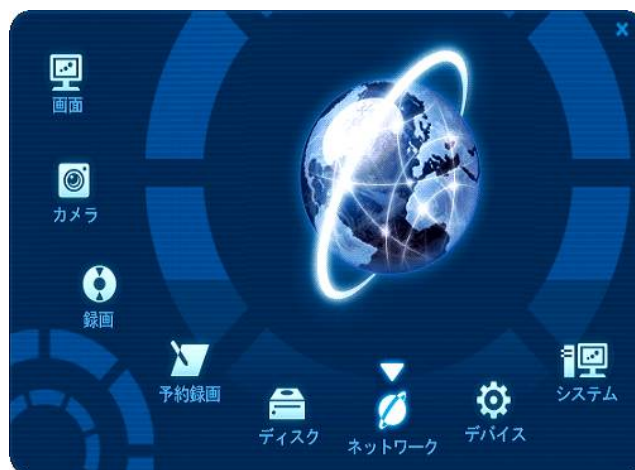 画面
カメラ
録画
予約録画
ディスク
ネットワーク
デバイス
システム